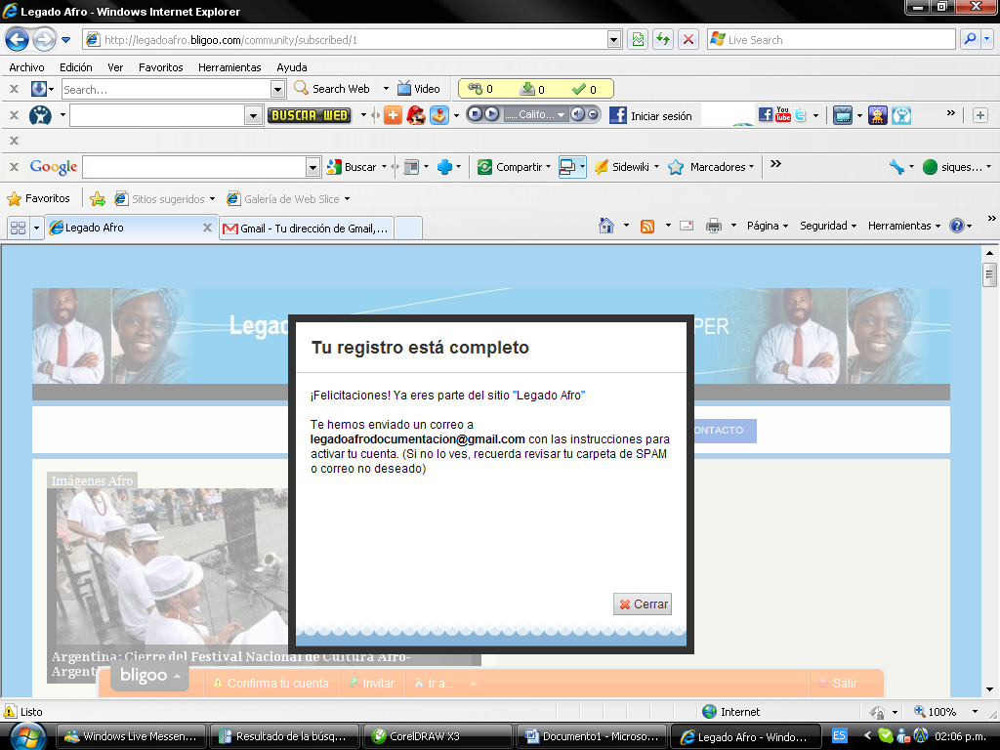 Legado Afro - Windows Internet Explorer
http://legadoafro.bligoo.com/community/subscribed/1
Live Search
Archivo Edición Ver Favoritos Herramientas Ayuda
Search... Search Web Video 0 0 0
BUSCAR WEB ..... Califo... Iniciar sesión You Tube
Google Buscar Compartir Sidewiki Marcadores siques...
Favoritos Sitios sugeridos Galería de Web Slice
Legado Afro Gmail - Tu dirección de Gmail,... Página Seguridad Herramientas
Legad PER
Tu registro está completo
¡Felicitaciones! Ya eres parte del sitio "Legado Afro"
Te hemos enviado un correo a
legadoafrodocumentacion@gmail.com con las instrucciones para
activar tu cuenta. (Si no lo ves, recuerda revisar tu carpeta de SPAM
o correo no deseado)
Cerrar
ONTACTO
Imágenes Afro
Argentina: Cierre del Festival Nacional de Cultura Afro-
Argent
bligoo Confirma tu cuenta Invitar Ir a... Salir
Listo Internet 100%
Windows Live Messen... Resultado de la búsq... CorelDRAW X3 Documento1 - Microso... Legado Afro - Windo... ES 02:06 p.m.